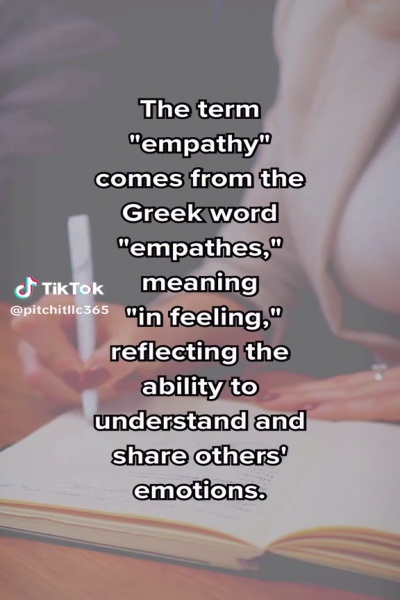 The term
"empathy"
comes from the
Greek word
"empathes,"
meaning
"in feeling,"
reflecting the
ability to
understand and
share others'
emotions.
TikTok
@pitchitllc365